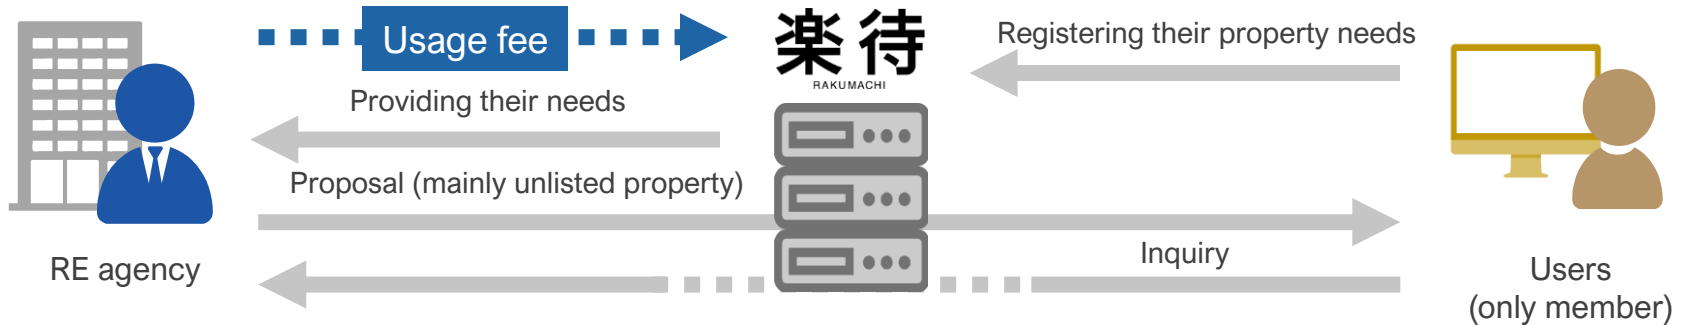 Usage fee
楽待
RAKUMACHI
Registering their property needs
Providing their needs
Proposal (mainly unlisted property)
Inquiry
RE agency
Users
(only member)